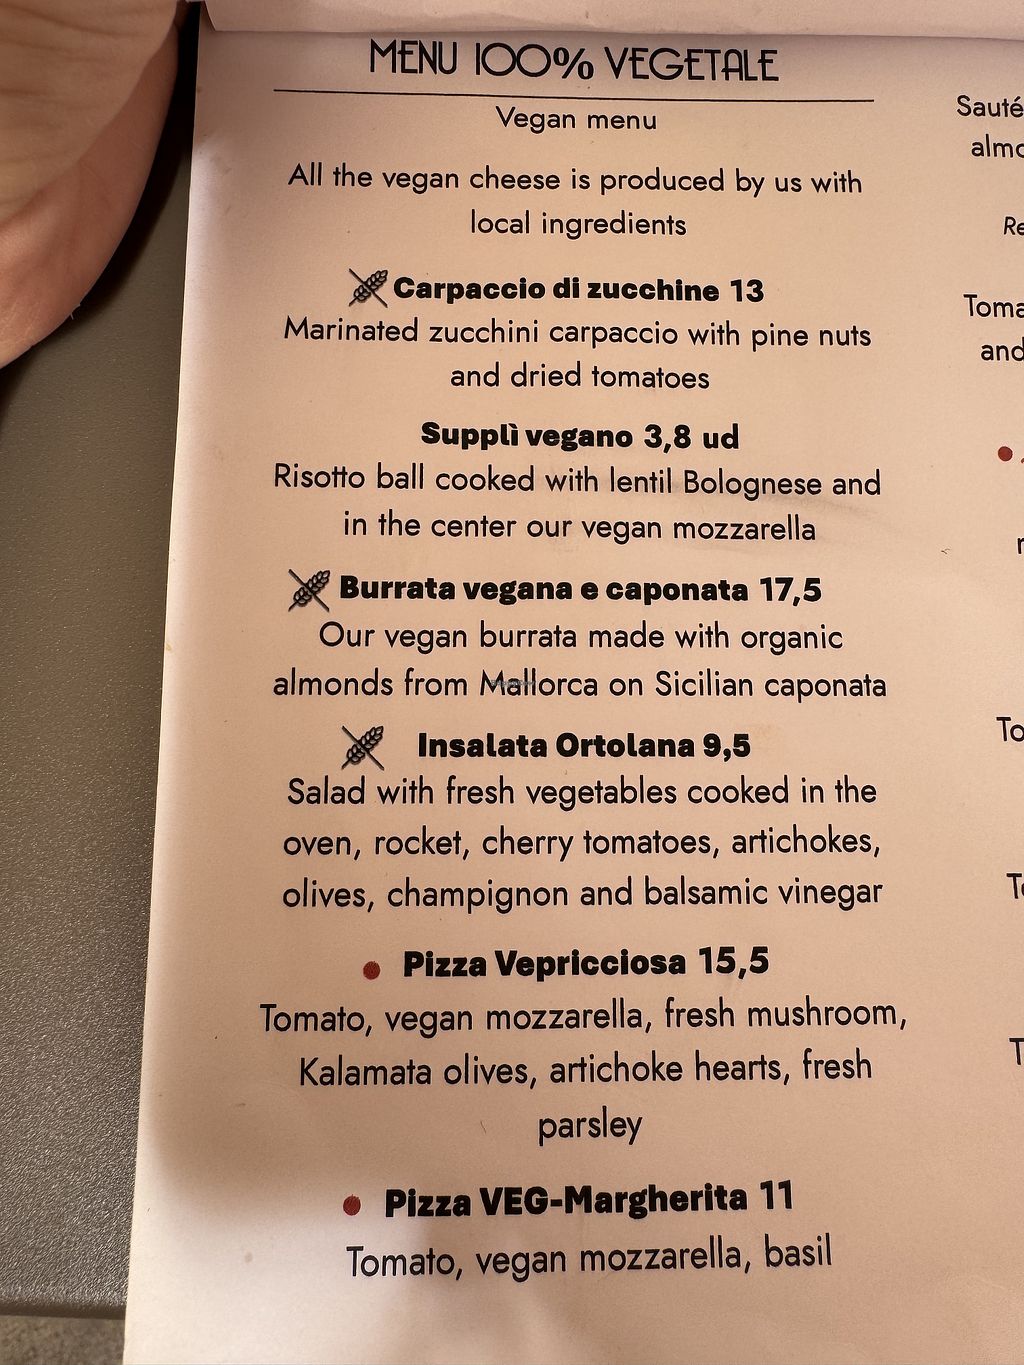 MENU 100% VEGETALE
Vegan menu
All the vegan cheese is produced by us with
local ingredients
Carpaccio di zucchine 13
Marinated zucchini carpaccio with pine nuts
and dried tomatoes
Supplì vegano 3,8 ud
Risotto ball cooked with lentil Bolognese and
in the center our vegan mozzarella
Burrata vegana e caponata 17,5
Our vegan burrata made with organic
almonds from Mallorca on Sicilian caponata
Insalata Ortolana 9,5
Salad with fresh vegetables cooked in the
oven, rocket, cherry tomatoes, artichokes,
olives, champignon and balsamic vinegar
Pizza Vepricciosa 15,5
Tomato, vegan mozzarella, fresh mushroom,
Kalamata olives, artichoke hearts, fresh
parsley
Pizza VEG-Margherita 11
Tomato, vegan mozzarella, basil
Sauté
and